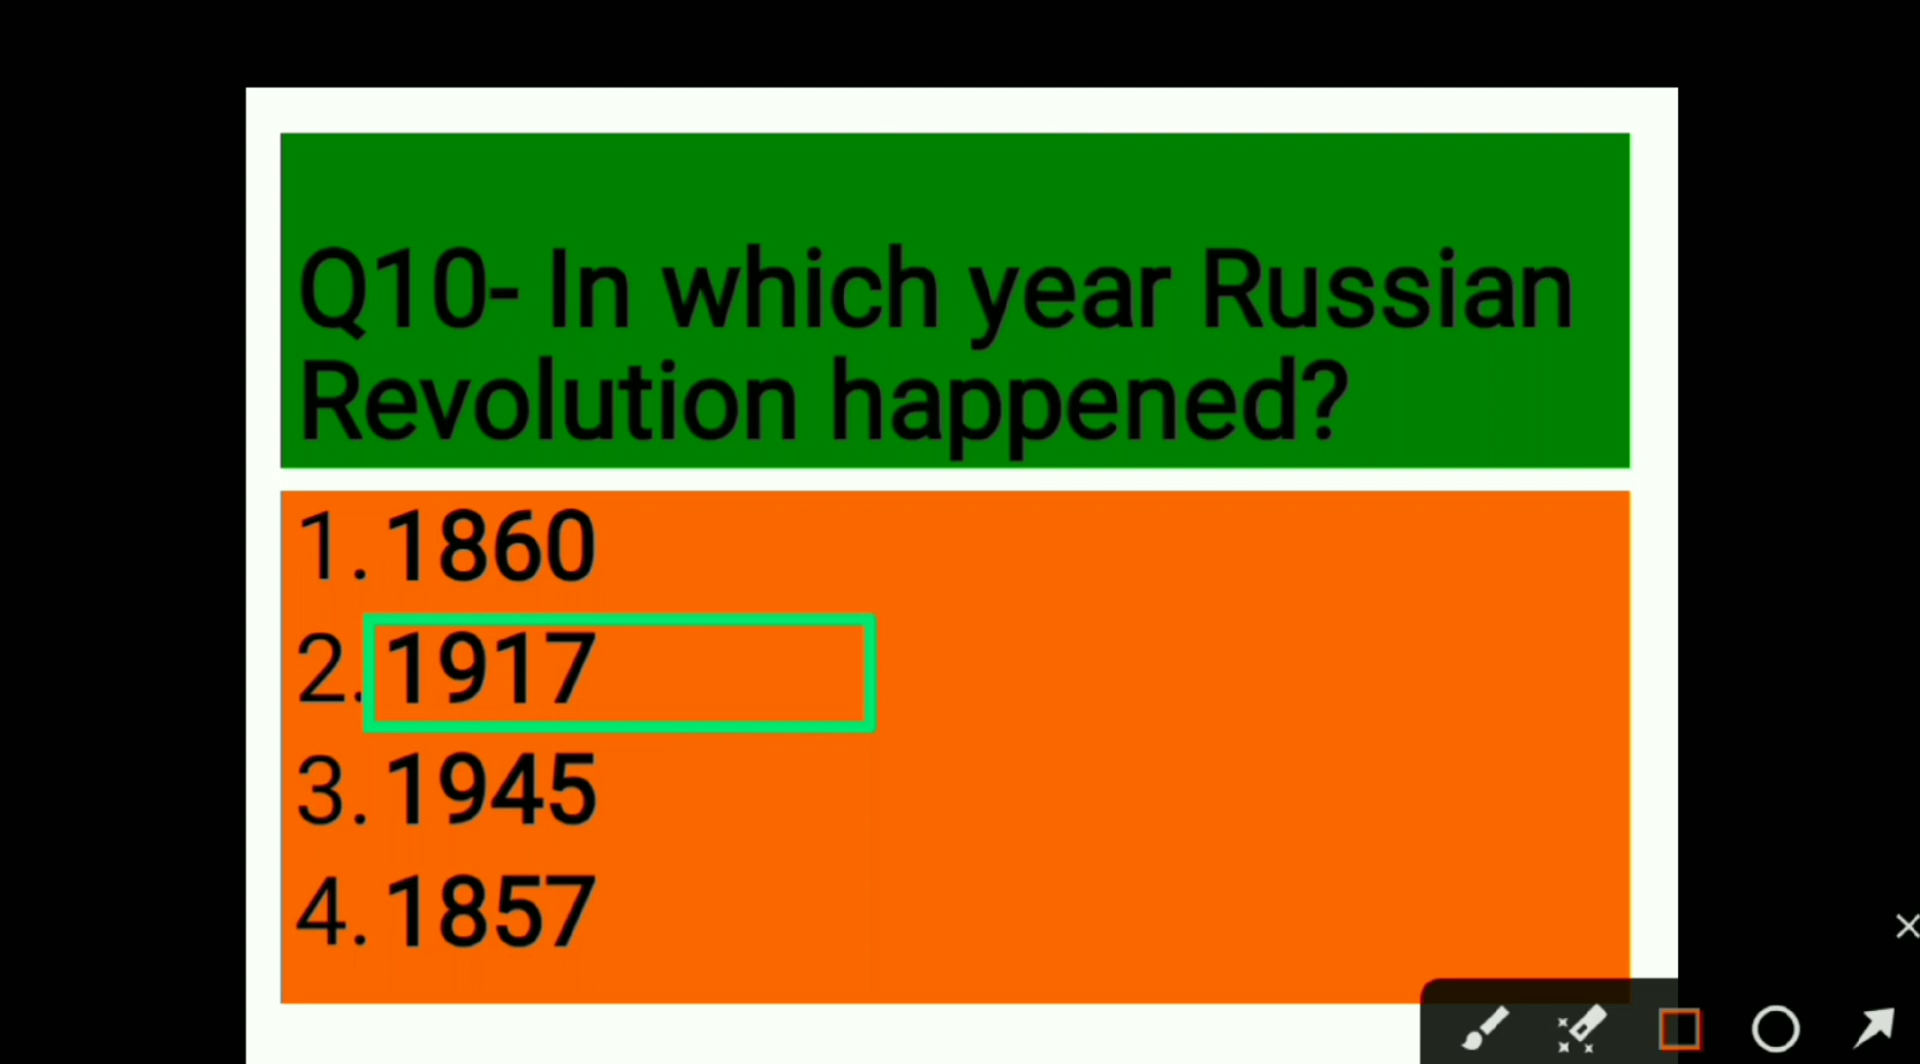 Q10- In which year Russian
Revolution happened?
1. 1860
2. 1917
3. 1945
4. 1857